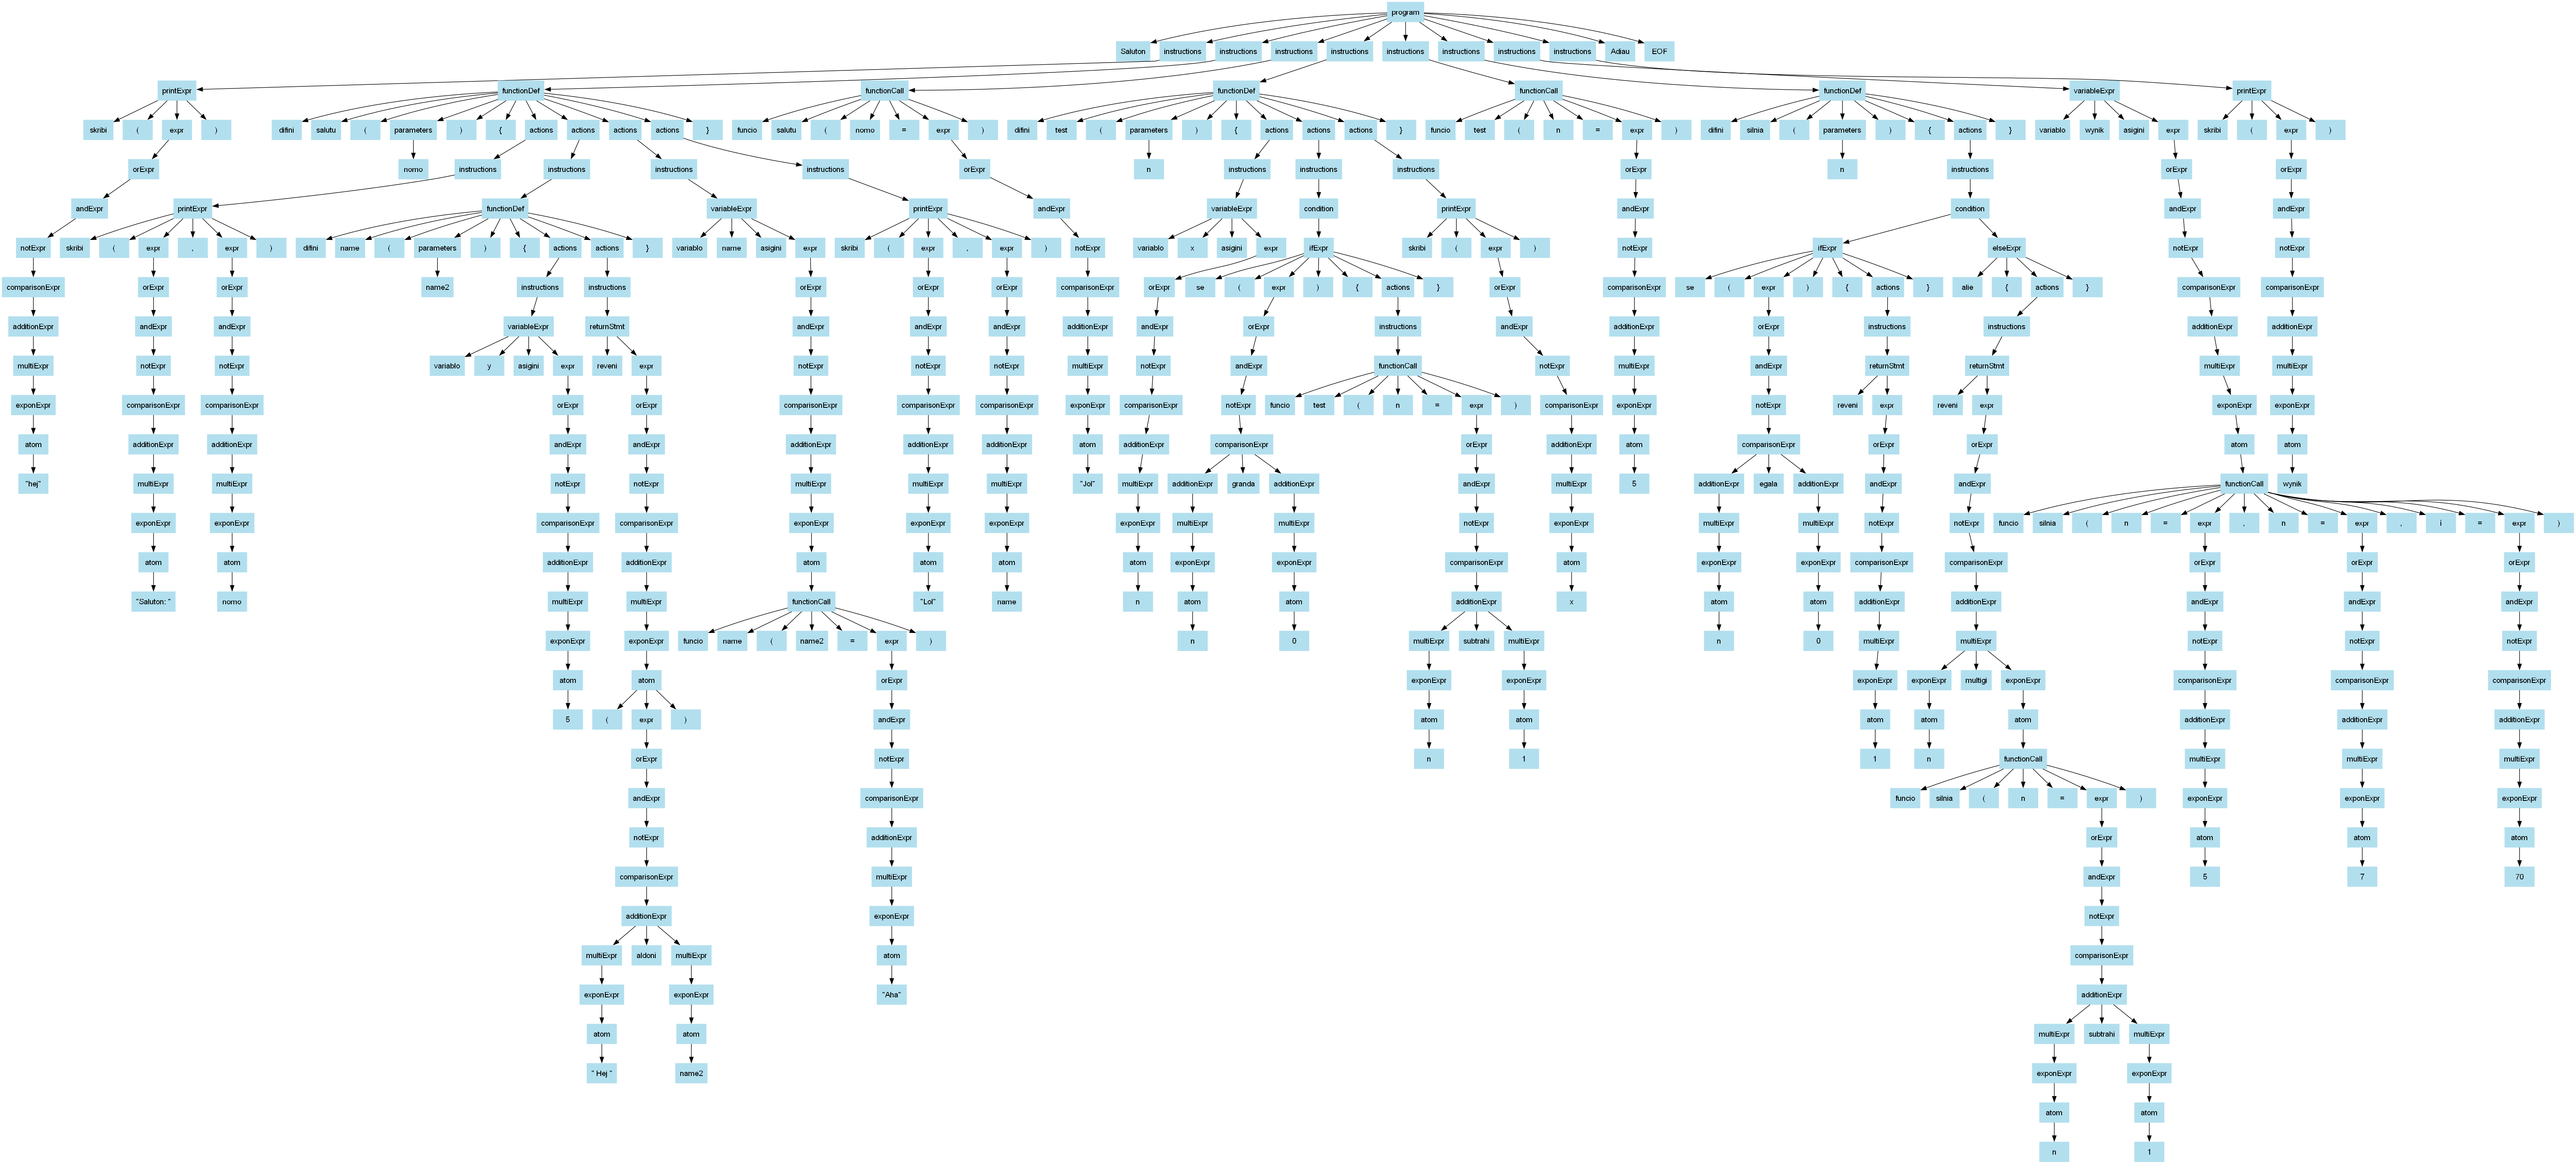 program
Saluton instructions instructions instructions instructions instructions instructions instructions instructions Adiau EOF
printExpr functionDef functionCall functionDef functionCall functionDef variableExpr printExpr
skribi ( expr ) difini salutu ( parameters ) { actions actions actions actions } funcio salutu ( nomo = expr ) difini test ( parameters ) { actions actions actions } funcio test ( n = expr ) difini silnia ( parameters ) { actions } variablo wynik asigini expr skribi ( expr )
orExpr nomo instructions instructions instructions instructions orExpr n instructions instructions instructions orExpr n instructions orExpr orExpr
andExpr printExpr functionDef variableExpr printExpr andExpr variableExpr condition printExpr andExpr condition andExpr andExpr
notExpr skribi ( expr , expr ) difini name ( parameters ) { actions actions } variablo name asigini expr skribi ( expr , expr ) notExpr variablo x asigini expr ifExpr skribi ( expr ) notExpr ifExpr elseExpr notExpr notExpr
comparisonExpr orExpr orExpr name2 instructions instructions orExpr orExpr orExpr comparisonExpr orExpr se ( expr ) { actions } orExpr comparisonExpr se ( expr ) { actions } alie { actions } comparisonExpr comparisonExpr
additionExpr andExpr andExpr variableExpr returnStmt andExpr andExpr andExpr additionExpr andExpr orExpr instructions andExpr additionExpr orExpr instructions instructions additionExpr additionExpr
multiExpr notExpr notExpr variablo y asigini expr reveni expr notExpr notExpr notExpr multiExpr notExpr andExpr functionCall notExpr multiExpr andExpr returnStmt returnStmt multiExpr multiExpr
exponExpr comparisonExpr comparisonExpr orExpr orExpr comparisonExpr comparisonExpr comparisonExpr exponExpr comparisonExpr notExpr funcio test ( n = expr ) comparisonExpr exponExpr notExpr reveni expr reveni expr exponExpr exponExpr
atom additionExpr additionExpr andExpr andExpr additionExpr additionExpr additionExpr atom additionExpr comparisonExpr orExpr additionExpr atom comparisonExpr orExpr orExpr atom atom
"hej" multiExpr multiExpr notExpr notExpr multiExpr multiExpr multiExpr "Jol" multiExpr additionExpr granda additionExpr andExpr multiExpr 5 additionExpr egala additionExpr andExpr andExpr functionCall wynik
exponExpr exponExpr comparisonExpr comparisonExpr exponExpr exponExpr exponExpr exponExpr multiExpr multiExpr notExpr exponExpr multiExpr multiExpr notExpr notExpr funcio silnia ( n = expr , n = expr , i = expr )
atom atom additionExpr additionExpr atom atom atom atom exponExpr exponExpr comparisonExpr atom exponExpr exponExpr comparisonExpr comparisonExpr orExpr orExpr orExpr
"Saluton: " nomo multiExpr multiExpr functionCall "Lol" name n atom atom additionExpr x atom atom additionExpr additionExpr andExpr andExpr andExpr
exponExpr exponExpr funcio name ( name2 = expr ) n 0 multiExpr subtrahi multiExpr n 0 multiExpr multiExpr notExpr notExpr notExpr
atom atom orExpr exponExpr exponExpr exponExpr exponExpr multigi exponExpr comparisonExpr comparisonExpr comparisonExpr
5 ( expr ) andExpr atom atom atom atom atom additionExpr additionExpr additionExpr
orExpr notExpr n 1 1 n functionCall multiExpr multiExpr multiExpr
andExpr comparisonExpr funcio silnia ( n = expr ) exponExpr exponExpr exponExpr
notExpr additionExpr orExpr atom atom atom
comparisonExpr multiExpr andExpr 5 7 70
additionExpr exponExpr notExpr
multiExpr aldoni multiExpr atom comparisonExpr
exponExpr exponExpr "Aha" additionExpr
atom atom multiExpr subtrahi multiExpr
" Hej " name2 exponExpr exponExpr
atom atom
n 1